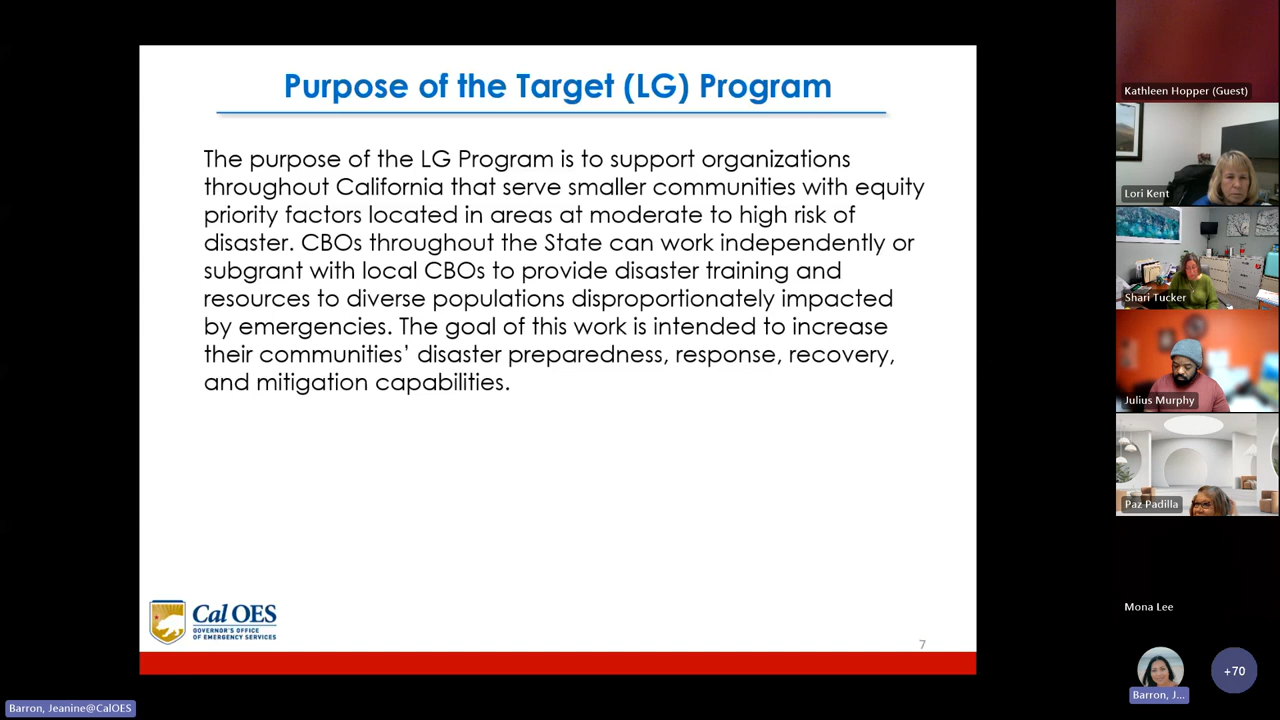 Purpose of the Target (LG) Program
The purpose of the LG Program is to support organizations
throughout California that serve smaller communities with equity
priority factors located in areas at moderate to high risk of
disaster. CBOs throughout the State can work independently or
subgrant with local CBOs to provide disaster training and
resources to diverse populations disproportionately impacted
by emergencies. The goal of this work is intended to increase
their communities’ disaster preparedness, response, recovery,
and mitigation capabilities.
Cal OES
GOVERNOR'S OFFICE
OF EMERGENCY SERVICES
7
Kathleen Hopper (Guest)
Lori Kent
Shari Tucker
Julius Murphy
Paz Padilla
Mona Lee
Barron, J...
+70
Barron, Jeanine@CalOES